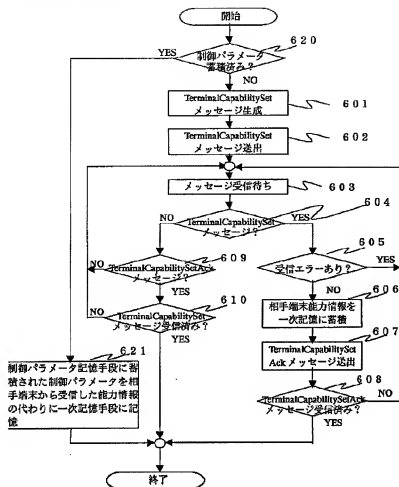 開始
620
YES
制御パラメータ
蓄積済み？
NO
TerminalCapabilitySet
メッセージ生成
601
TerminalCapabilitySet
メッセージ送出
602
メッセージ受信待ち
603
604
NO
TerminalCapabilitySet
メッセージ？
YES
609
605
NO
TerminalCapabilitySetAck
メッセージ？
受信エラーあり？
YES
YES
610
NO
606
NO
TerminalCapabilitySet
メッセージ受信済み？
相手端末能力情報を
一次記憶に蓄積
607
YES
TerminalCapabilitySet
Ackメッセージ送出
621
608
制御パラメータ記憶手段に蓄
積された制御パラメータを相
手端末から受信した能力情報
の代わりに一次記憶手段に記
憶
TerminalCapabilitySetAck
メッセージ受信済み？
NO
YES
終了